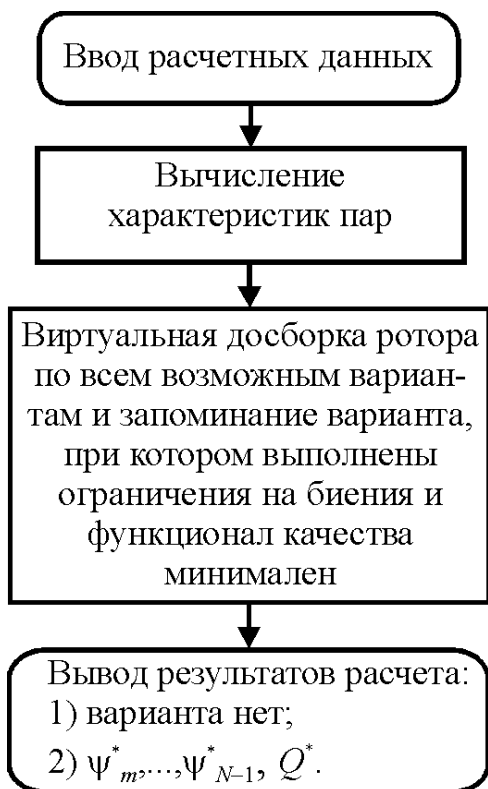 Ввод расчетных данных
Вычисление
характеристик пар
Виртуальная досборка ротора
по всем возможным вариан-
там и запоминание варианта,
при котором выполнены
ограничения на биения и
функционал качества
минимален
Вывод результатов расчета:
1) варианта нет;
2) ψ*m,...,ψ*N–1, Q*.